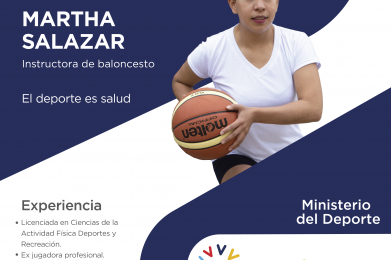 MARTHA
SALAZAR
Instructora de baloncesto
El deporte es salud
molten
OFFICIAL
Experiencia
• Licenciada en Ciencias de la
Actividad Física Deportes y
Recreación.
• Ex jugadora profesional.
Ministerio
del Deporte